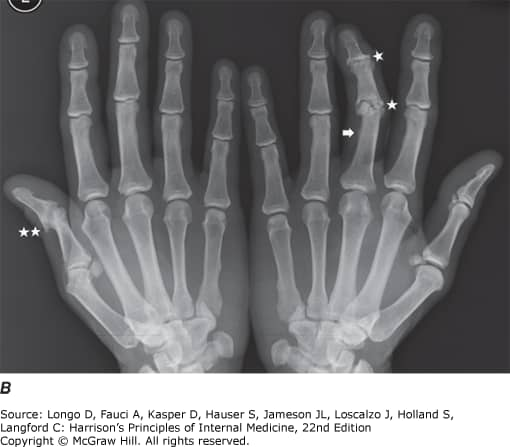 B
Source: Longo D, Fauci A, Kasper D, Hauser S, Jameson JL, Loscalzo J, Holland S,
Langford C: Harrison's Principles of Internal Medicine, 22nd Edition
Copyright © McGraw Hill. All rights reserved.